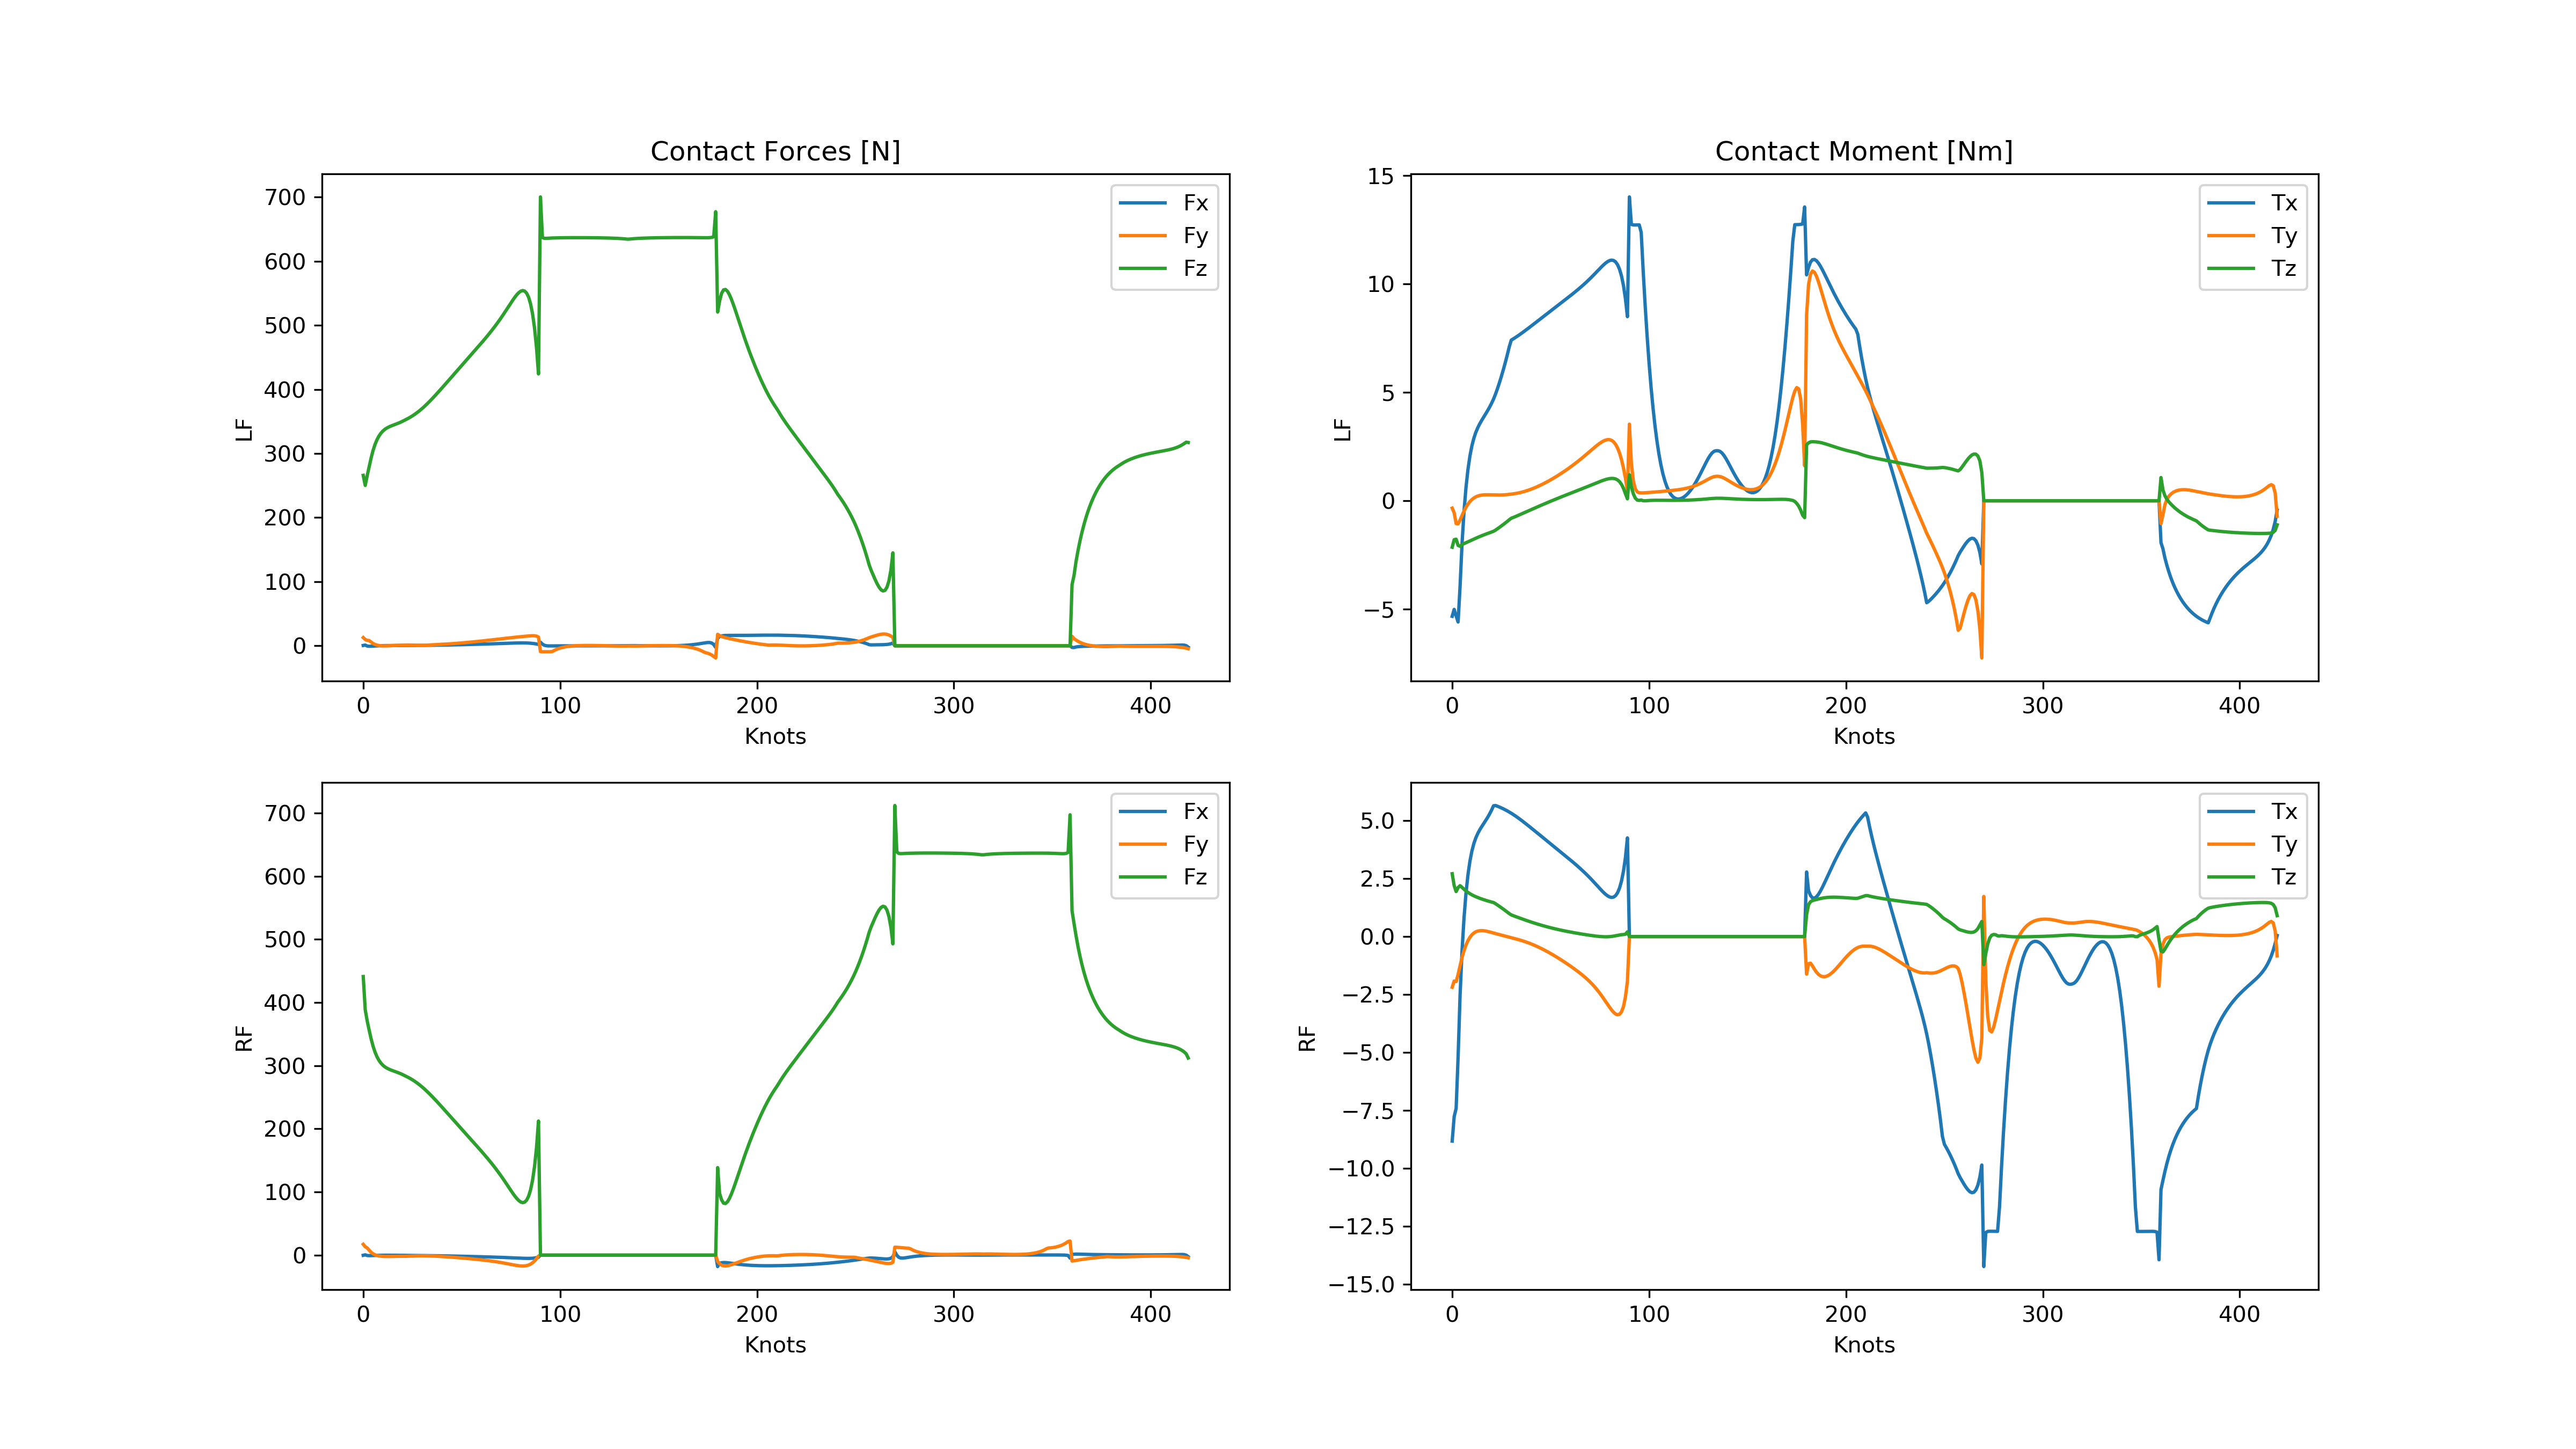 Contact Forces [N]
700
600
500
400
300
200
100
0
LF
0 100 200 300 400
Knots
Fx
Fy
Fz
Contact Moment [Nm]
15
10
5
0
−5
LF
0 100 200 300 400
Knots
Tx
Ty
Tz
700
600
500
400
300
200
100
0
RF
0 100 200 300 400
Knots
Fx
Fy
Fz
5.0
2.5
0.0
−2.5
−5.0
−7.5
−10.0
−12.5
−15.0
RF
0 100 200 300 400
Knots
Tx
Ty
Tz